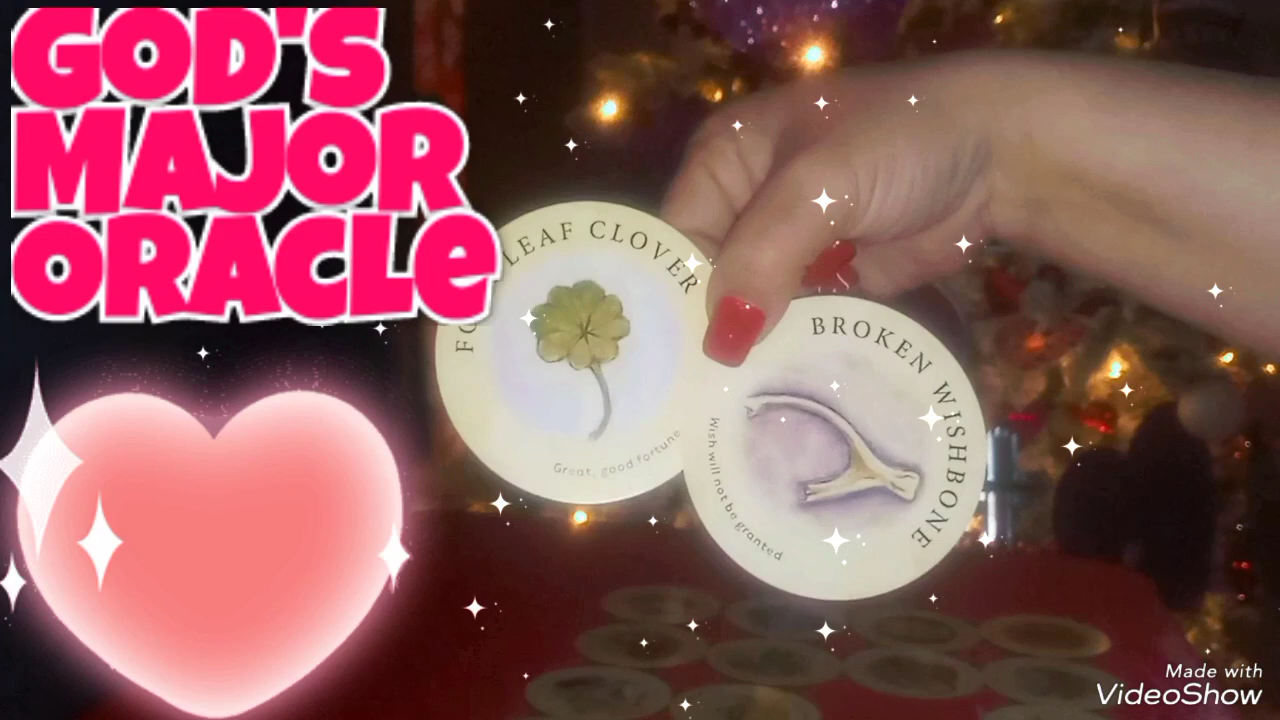 GOD'S
MAJOR
ORACLe
LEAF CLOVER
Great, good fortune
BROKEN WISHBONE
Wish will not be granted
Made with
VideoShow